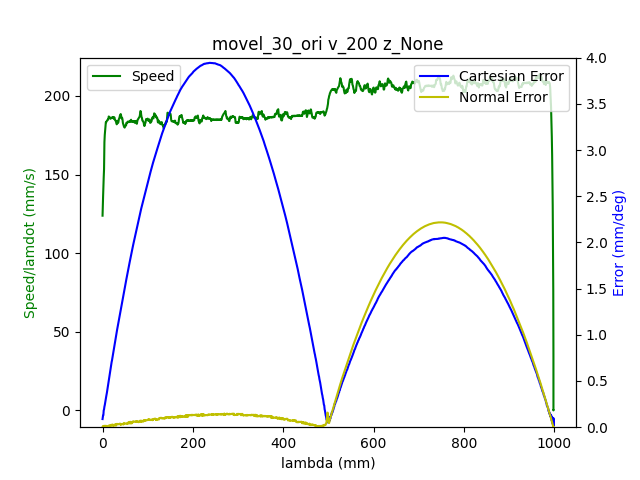 movel_30_ori v_200 z_None
Speed
Cartesian Error
Normal Error
Speed/lamdot (mm/s)
200
150
100
50
0
4.0
3.5
3.0
2.5
2.0
1.5
1.0
0.5
0.0
Error (mm/deg)
0 200 400 600 800 1000
lambda (mm)